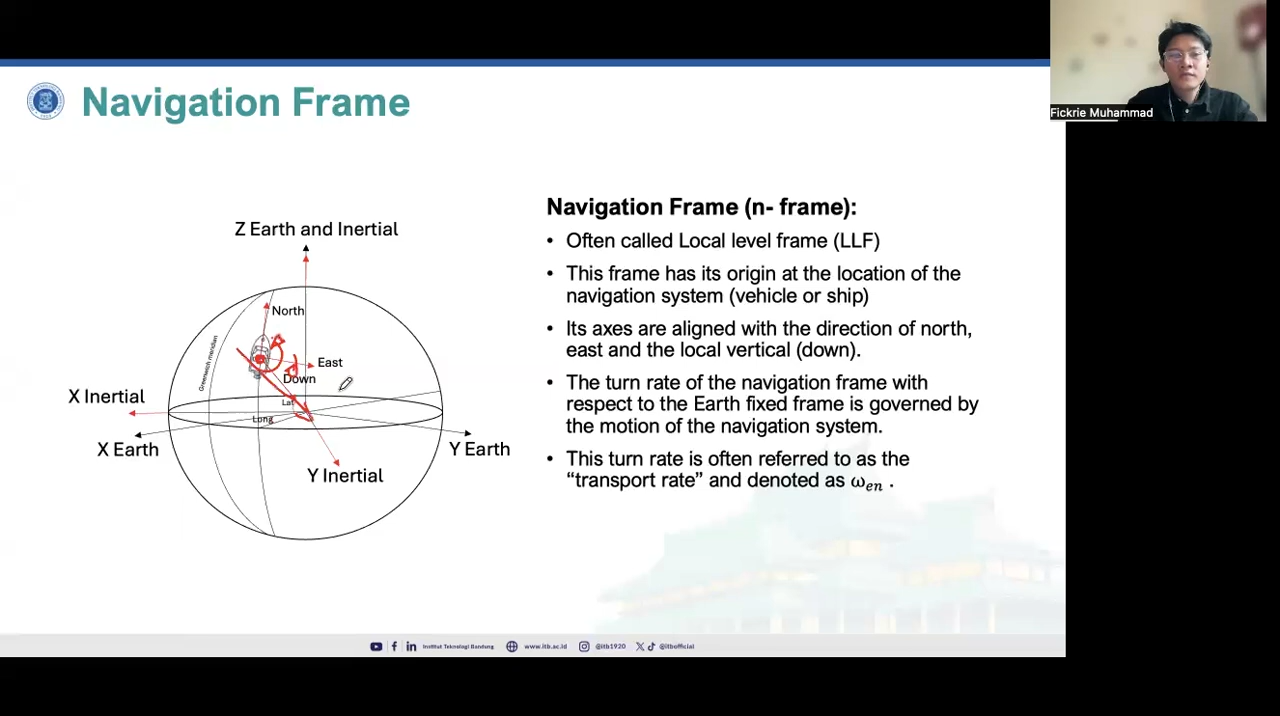 Fickrie Muhammad
Navigation Frame
Z Earth and Inertial
North
Greenwich meridian
East
Down
Lat
Long
X Inertial
X Earth
Y Earth
Y Inertial
Navigation Frame (n- frame):
• Often called Local level frame (LLF)
• This frame has its origin at the location of the
navigation system (vehicle or ship)
• Its axes are aligned with the direction of north,
east and the local vertical (down).
• The turn rate of the navigation frame with
respect to the Earth fixed frame is governed by
the motion of the navigation system.
• This turn rate is often referred to as the
“transport rate” and denoted as ω𝑒𝑛 .
Institut Teknologi Bandung
www.itb.ac.id
@itb1920
@itbofficial